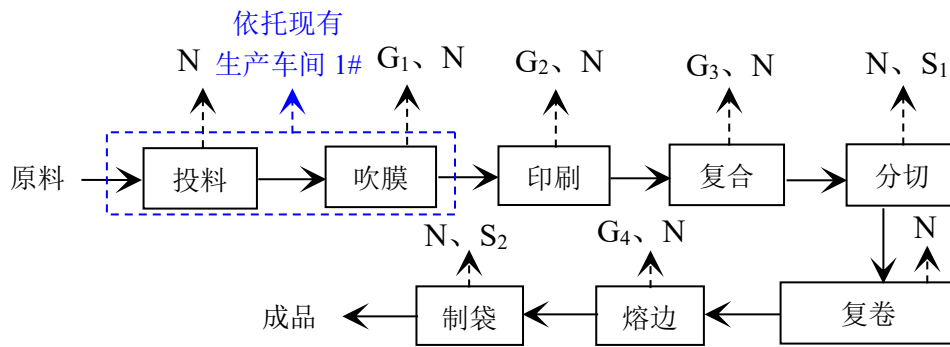 依托现有
生产车间 1#
N
G₁、N
G₂、N
G₃、N
N、S₁
原料
投料
吹膜
印刷
复合
分切
N、S₂
G₄、N
N
成品
制袋
熔边
复卷